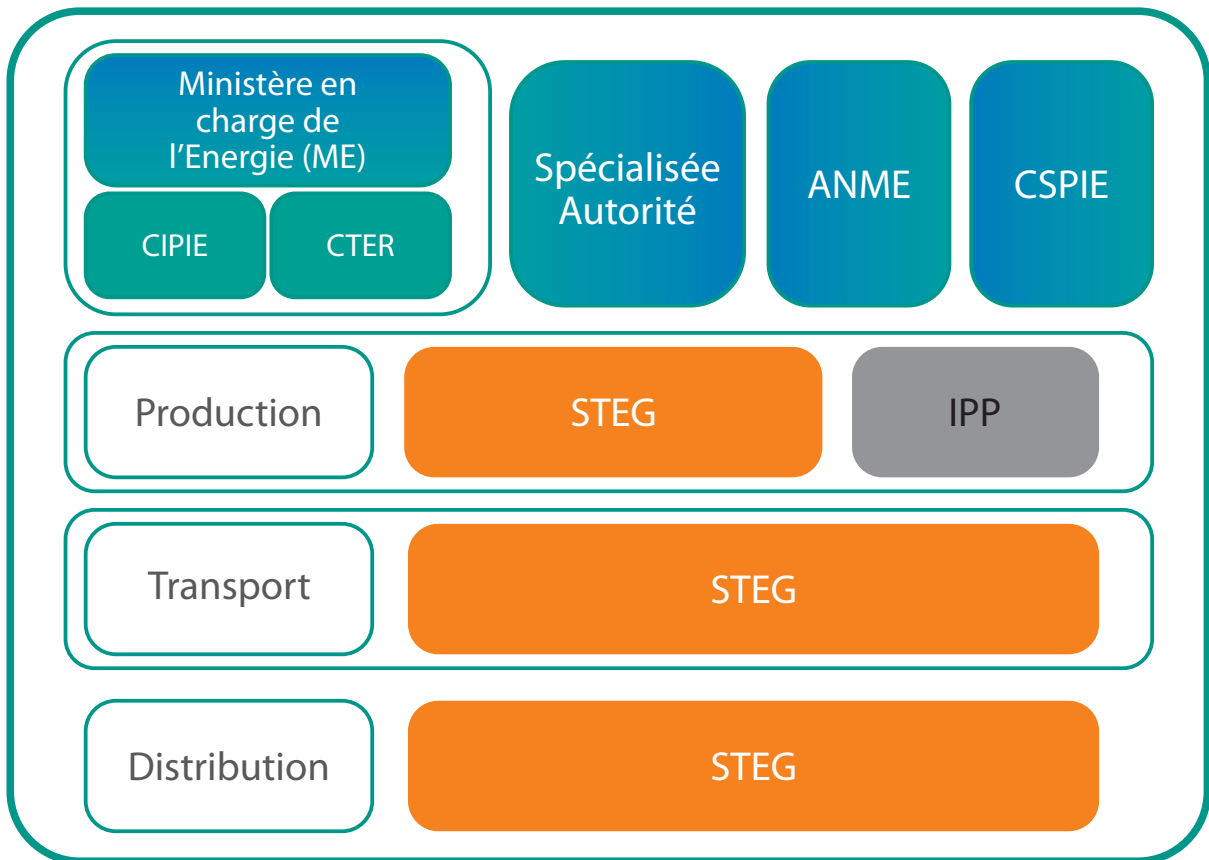 Ministère en
charge de
l'Energie (ME)
CIPIE
CTER
Spécialisée
Autorité
ANME
CSPIE
Production
STEG
IPP
Transport
STEG
Distribution
STEG